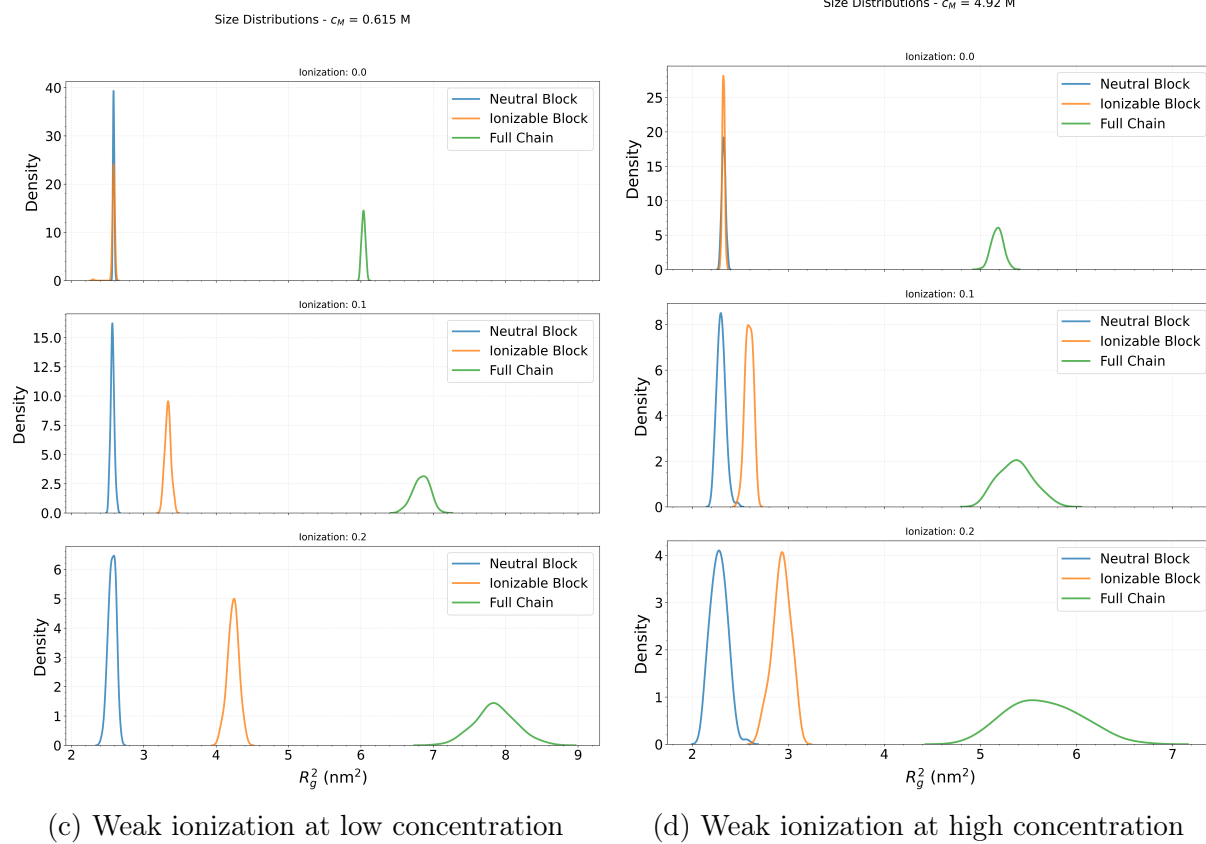 Size Distributions - c_M = 0.615 M
Ionization: 0.0
40
30
20
10
0
Density
Neutral Block
Ionizable Block
Full Chain
Ionization: 0.1
15.0
12.5
10.0
7.5
5.0
2.5
0.0
Density
Neutral Block
Ionizable Block
Full Chain
Ionization: 0.2
6
5
4
3
2
1
0
Density
Neutral Block
Ionizable Block
Full Chain
2 3 4 5 6 7 8 9
R_g^2 (nm^2)
(c) Weak ionization at low concentration
Size Distributions - c_M = 4.92 M
Ionization: 0.0
25
20
15
10
5
0
Density
Neutral Block
Ionizable Block
Full Chain
Ionization: 0.1
8
6
4
2
0
Density
Neutral Block
Ionizable Block
Full Chain
Ionization: 0.2
4
3
2
1
0
Density
Neutral Block
Ionizable Block
Full Chain
2 3 4 5 6 7
R_g^2 (nm^2)
(d) Weak ionization at high concentration